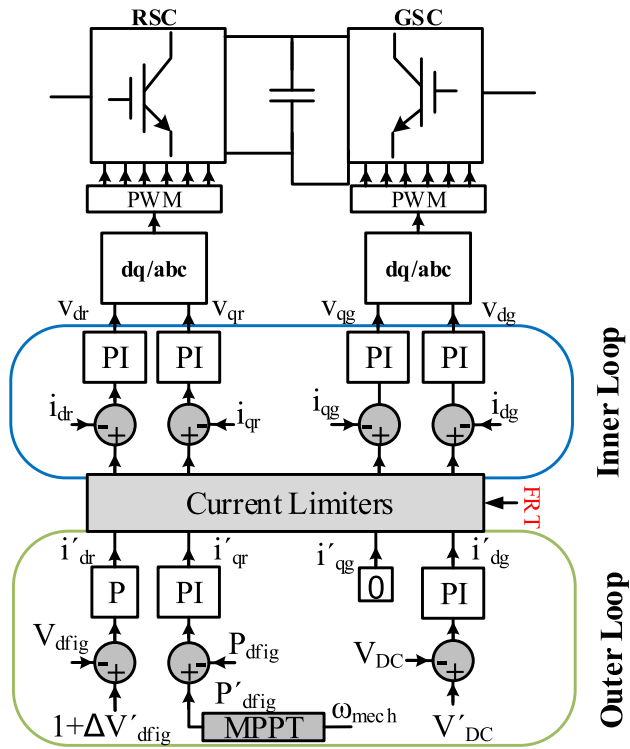 RSC GSC
PWM PWM
dq/abc dq/abc
v_dr v_qr v_qg v_dg
PI PI PI PI
i_dr - + - + i_qr i_qg - + - + i_dg
Inner Loop
Current Limiters
FRT
i´_dr i´_qr i´_qg i´_dg
P PI 0 PI
V_dfig - + - + P_dfig V_DC - +
P´_dfig
1+ΔV´_dfig MPPT ω_mech V´_DC
Outer Loop